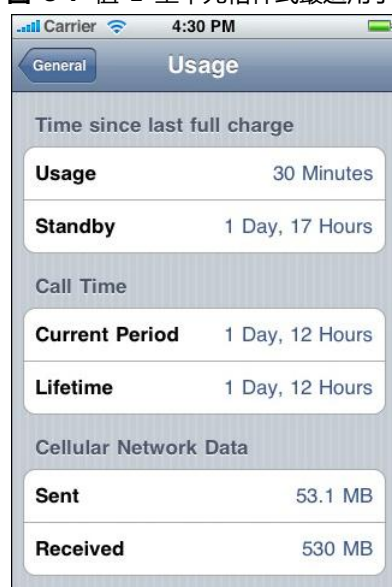 Carrier 4:30 PM
General Usage
Time since last full charge
Usage 30 Minutes
Standby 1 Day, 17 Hours
Call Time
Current Period 1 Day, 12 Hours
Lifetime 1 Day, 12 Hours
Cellular Network Data
Sent 53.1 MB
Received 530 MB